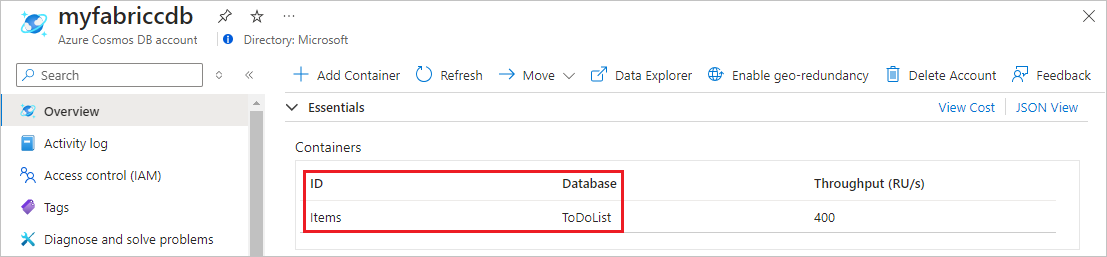 myfabriccdb
Azure Cosmos DB account
Directory: Microsoft
Search
Add Container
Refresh
Move
Data Explorer
Enable geo-redundancy
Delete Account
Feedback
Overview
Activity log
Access control (IAM)
Tags
Diagnose and solve problems
Essentials
View Cost
JSON View
Containers
ID Database Throughput (RU/s)
Items ToDoList 400